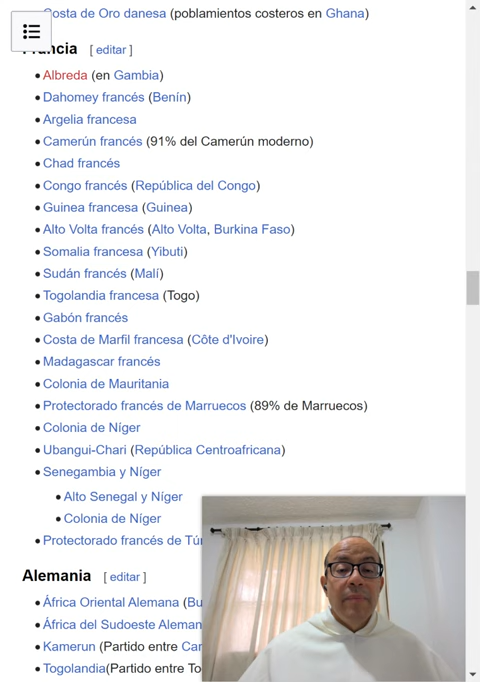 Costa de Oro danesa (poblamientos costeros en Ghana)
Francia [ editar ]
Albreda (en Gambia)
Dahomey francés (Benín)
Argelia francesa
Camerún francés (91% del Camerún moderno)
Chad francés
Congo francés (República del Congo)
Guinea francesa (Guinea)
Alto Volta francés (Alto Volta, Burkina Faso)
Somalia francesa (Yibuti)
Sudán francés (Malí)
Togolandia francesa (Togo)
Gabón francés
Costa de Marfil francesa (Côte d'Ivoire)
Madagascar francés
Colonia de Mauritania
Protectorado francés de Marruecos (89% de Marruecos)
Colonia de Níger
Ubangui-Chari (República Centroafricana)
Senegambia y Níger
Alto Senegal y Níger
Colonia de Níger
Protectorado francés de
Alemania [ editar ]
África Oriental Alemana
África del Sudoeste
Kamerun (Partido entre
Togolandia(Partido entre